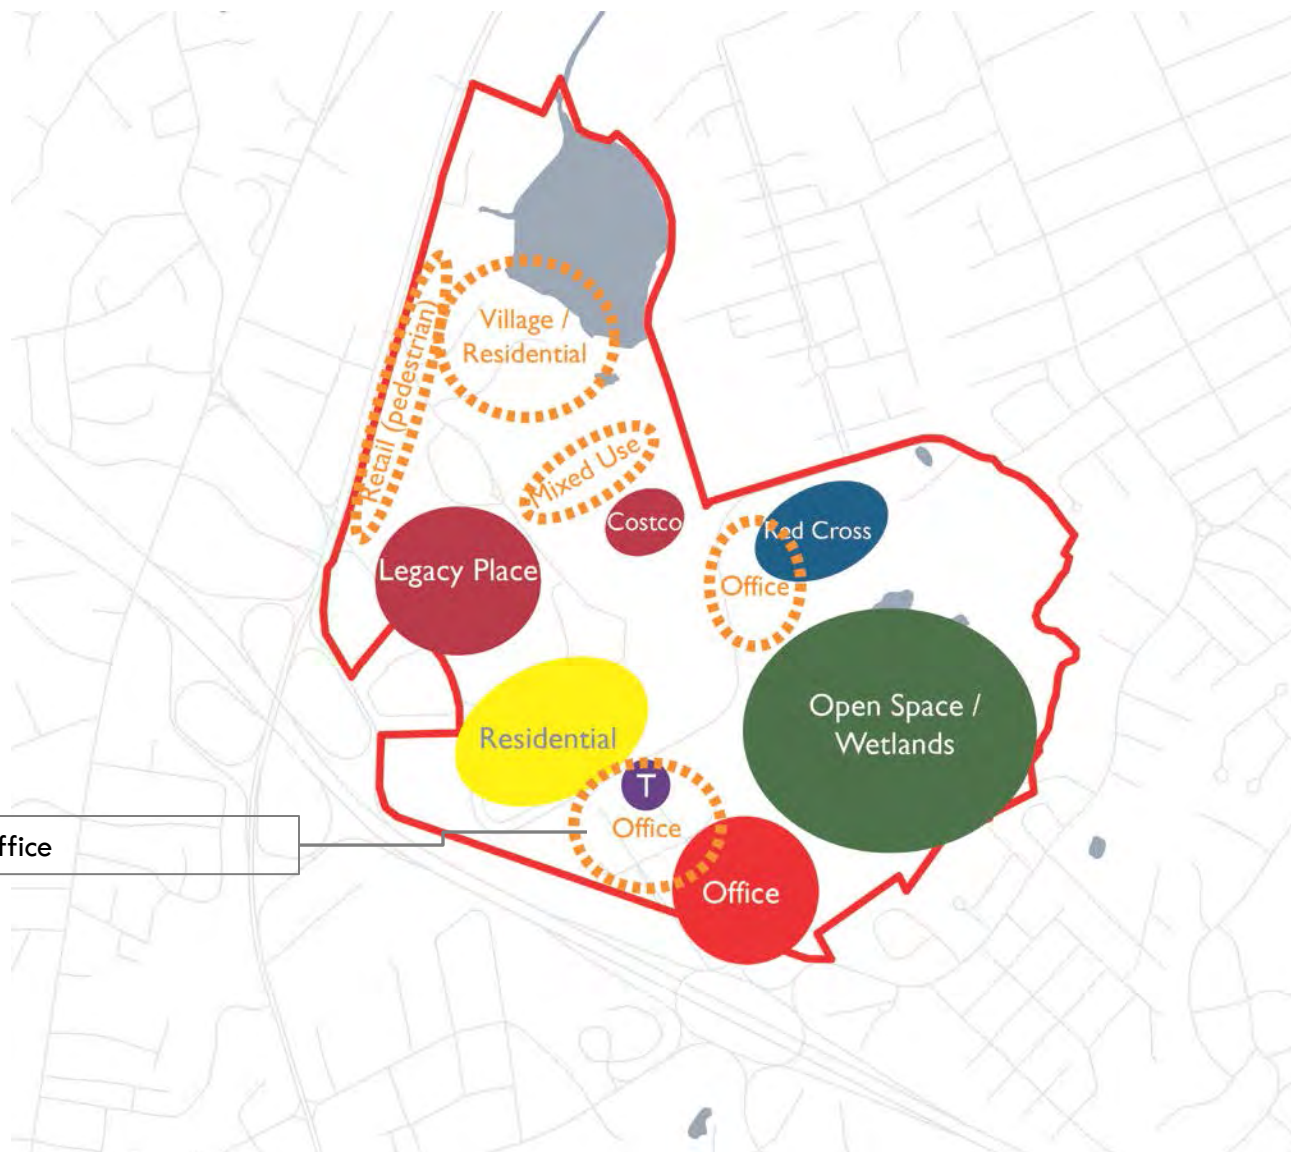 Village /
Residential
Retail (pedestrian)
Mixed Use
Costco
Red Cross
Legacy Place
Office
Open Space /
Wetlands
Residential
T
Office
ffice
Office